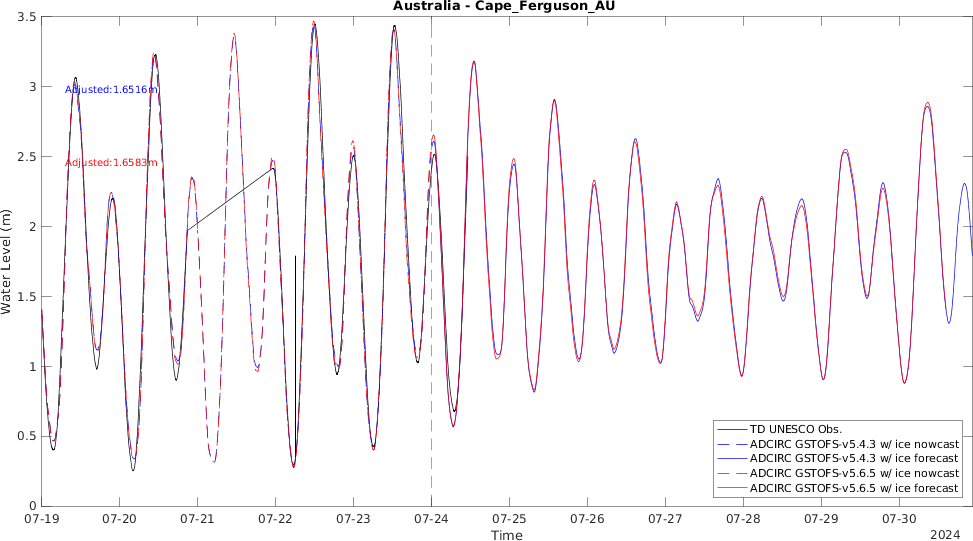 Australia - Cape_Ferguson_AU
3.5
3
2.5
2
1.5
1
0.5
0
Water Level (m)
Adjusted:1.6516m
Adjusted:1.6583m
TD UNESCO Obs.
ADCIRC GSTOFS-v5.4.3 w/ ice nowcast
ADCIRC GSTOFS-v5.4.3 w/ ice forecast
ADCIRC GSTOFS-v5.6.5 w/ ice nowcast
ADCIRC GSTOFS-v5.6.5 w/ ice forecast
07-19 07-20 07-21 07-22 07-23 07-24 07-25 07-26 07-27 07-28 07-29 07-30
Time
2024